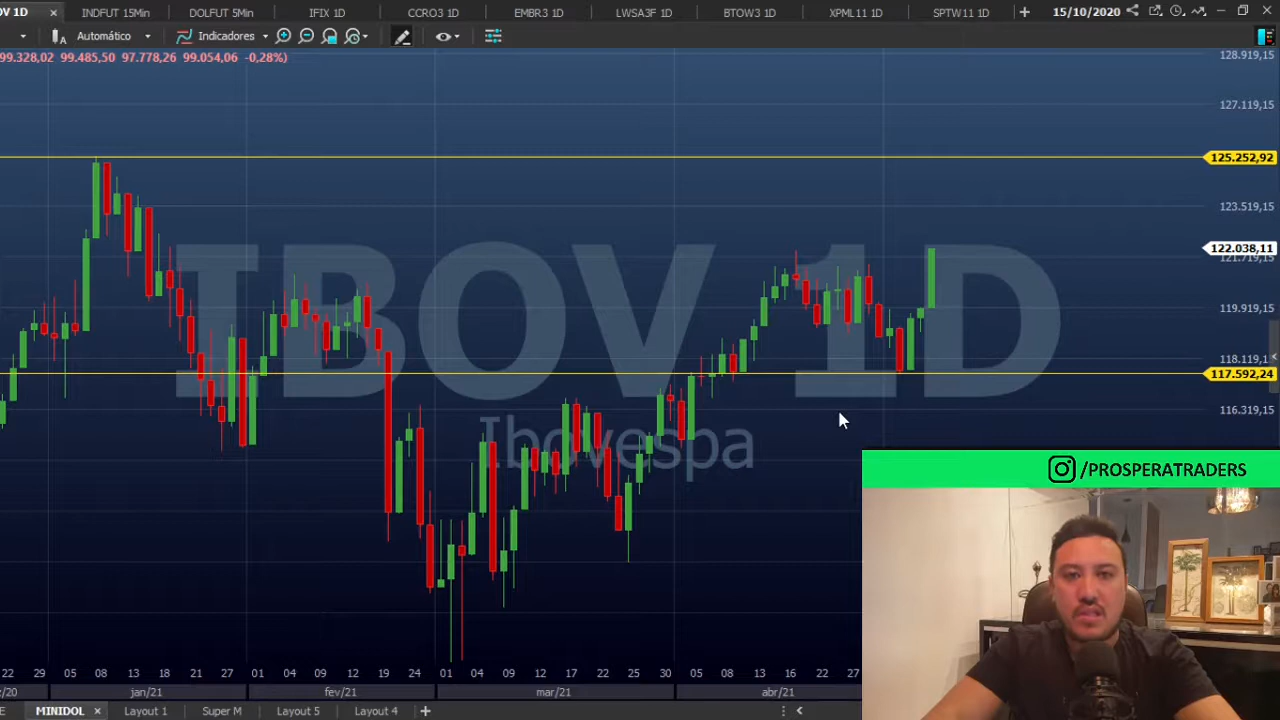 OV 1D
INDFUT 15Min
DOLFUT 5Min
IFIX 1D
CCRO3 1D
EMBR3 1D
LWSA3F 1D
BTOW3 1D
XPML11 1D
SPTW11 1D
15/10/2020
Automático
Indicadores
99.328,02 99.485,50 97.778,26 99.054,06 -0,28%)
128.919,15
127.119,15
125.252,92
123.519,15
122.038,11
121.719,15
119.919,15
118.119,1
117.592,24
116.319,15
IBOV 1D
Ibovespa
/PROSPERATRADERS
22 29 05 08 13 18 21 27 01 04 09 12 19 24 01 04 09 12 17 22 25 30 05 08 13 16 22 27
o/20 jan/21 fev/21 mar/21 abr/21
E
MINIDOL
Layout 1
Super M
Layout 5
Layout 4